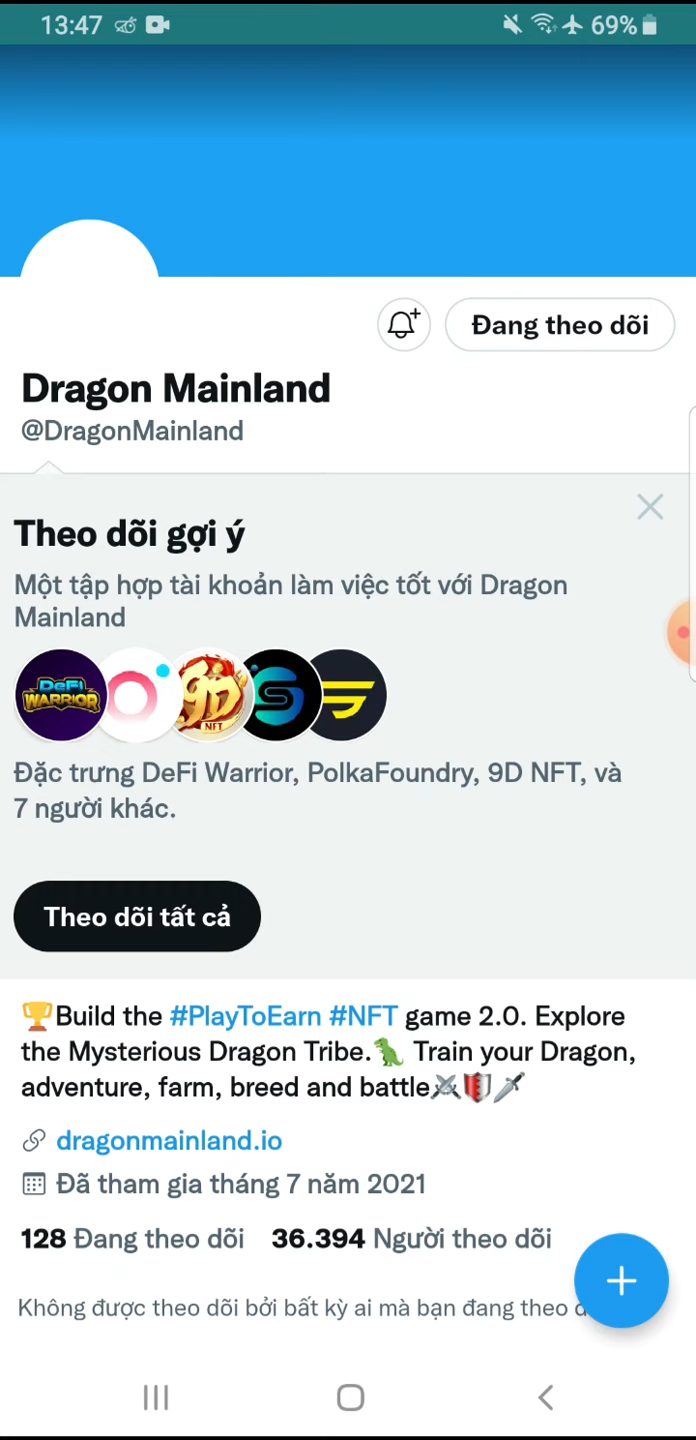 13:47 69%
Đang theo dõi
Dragon Mainland
@DragonMainland
Theo dõi gợi ý
Một tập hợp tài khoản làm việc tốt với Dragon
Mainland
DeFi
WARRIOR
9D
NFT
Đặc trưng DeFi Warrior, PolkaFoundry, 9D NFT, và
7 người khác.
Theo dõi tất cả
🏆Build the #PlayToEarn #NFT game 2.0. Explore
the Mysterious Dragon Tribe.🦖 Train your Dragon,
adventure, farm, breed and battle⚔️🛡️🗡️
dragonmainland.io
Đã tham gia tháng 7 năm 2021
128 Đang theo dõi 36.394 Người theo dõi
Không được theo dõi bởi bất kỳ ai mà bạn đang theo